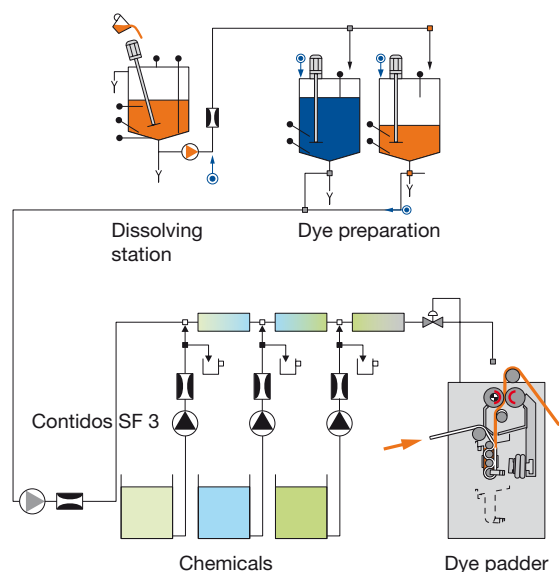 Dissolving
station
Dye preparation
Contidos SF 3
Chemicals
Dye padder